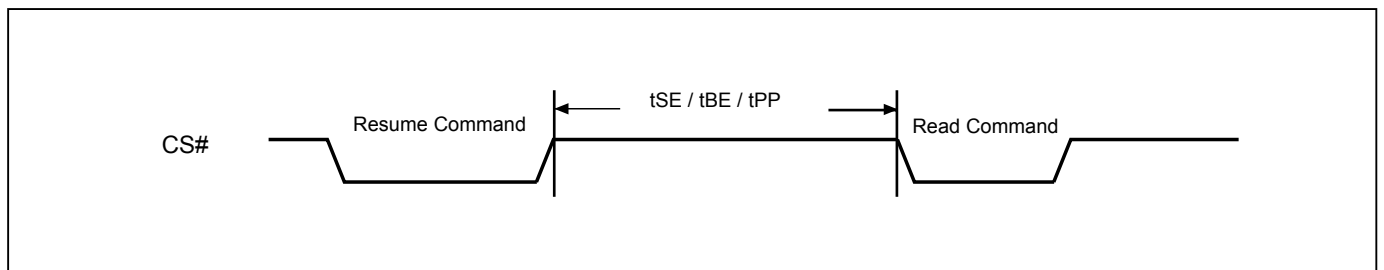 tSE / tBE / tPP
Resume Command
Read Command
CS#